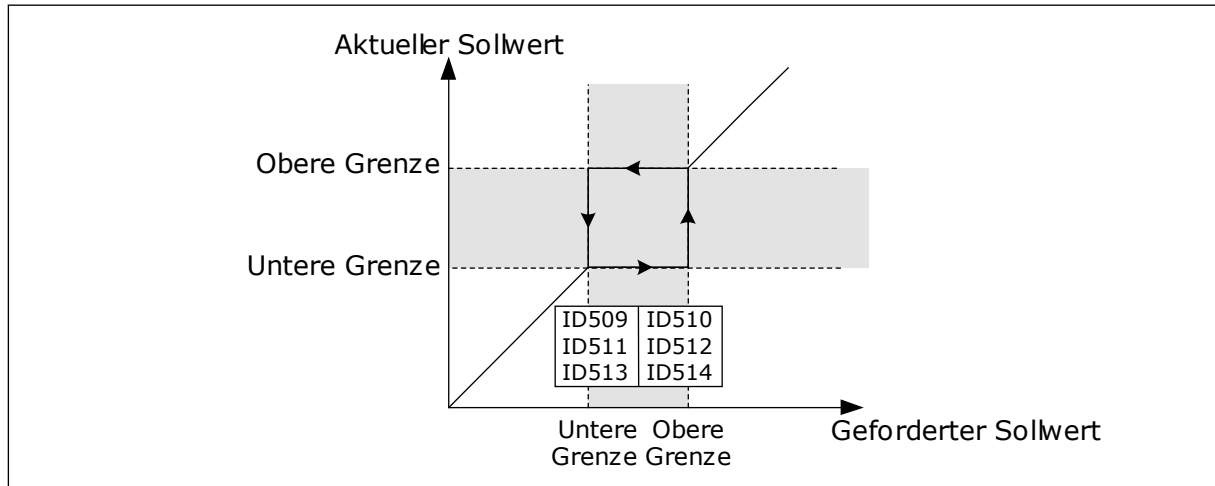 Aktueller Sollwert
Obere Grenze
Untere Grenze
ID509 ID510
ID511 ID512
ID513 ID514
Untere Obere
Grenze Grenze
Geforderter Sollwert